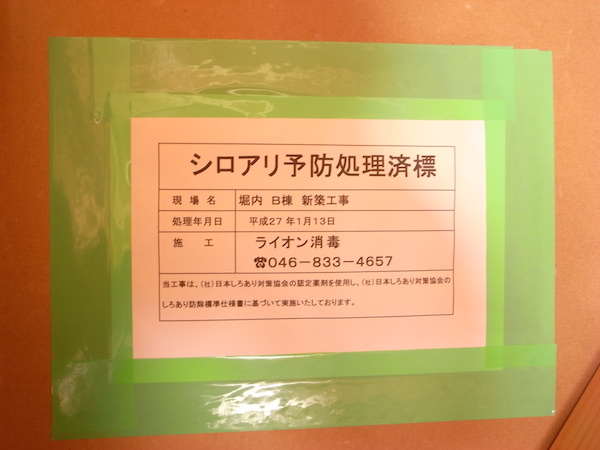 シロアリ予防処理済標
現場名 堀内 B棟 新築工事
処理年月日 平成27年1月13日
施工 ライオン消毒
☎046－833－4657
当工事は、(社)日本しろあり対策協会の認定薬剤を使用し、(社)日本しろあり対策協会の
しろあり防除標準仕様書に基づいて実施いたしております。